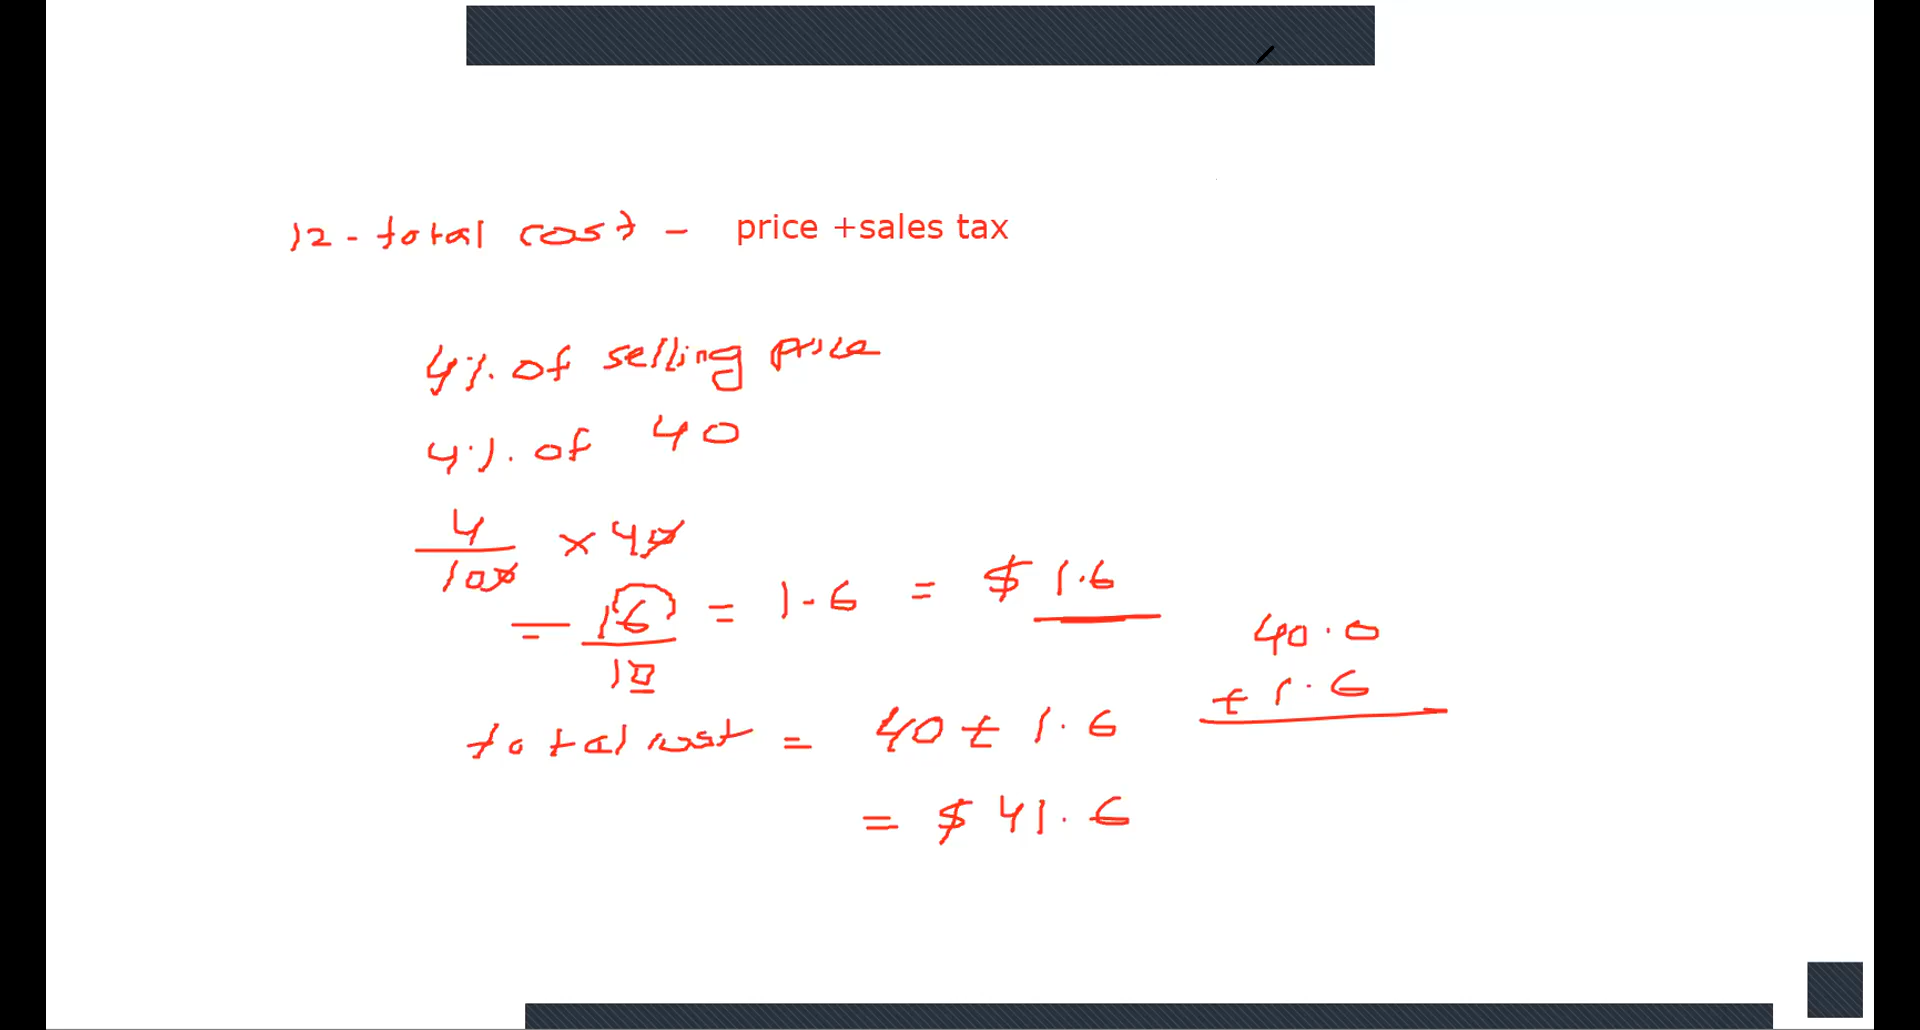 12 - total cost - price +sales tax
4% of selling price
4% of 40
4/100 × 40
= 16/10 = 1.6 = $ 1.6
40.0
+ 1.6
total cost = 40 + 1.6
= $ 41.6